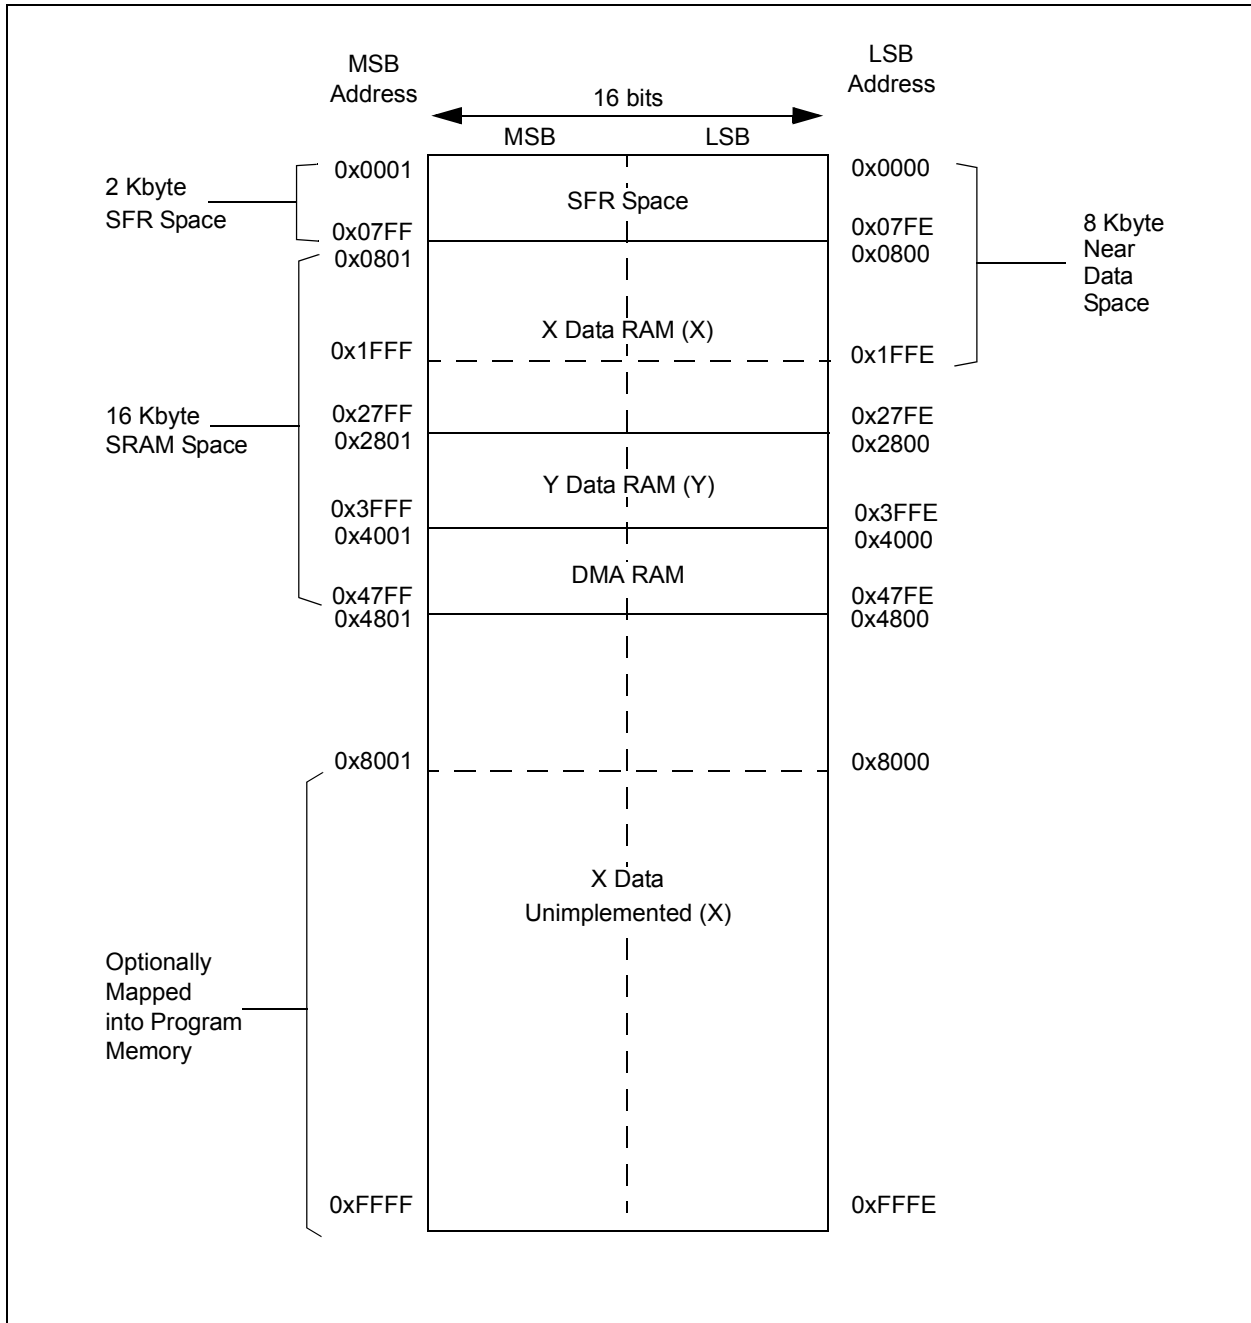 MSB
Address
LSB
Address
16 bits
MSB
LSB
2 Kbyte
SFR Space
0x0001
0x07FF
0x0801
SFR Space
0x0000
0x07FE
0x0800
8 Kbyte
Near
Data
Space
X Data RAM (X)
0x1FFF
0x1FFE
16 Kbyte
SRAM Space
0x27FF
0x2801
0x27FE
0x2800
Y Data RAM (Y)
0x3FFF
0x4001
0x3FFE
0x4000
DMA RAM
0x47FF
0x4801
0x47FE
0x4800
0x8001
0x8000
X Data
Unimplemented (X)
Optionally
Mapped
into Program
Memory
0xFFFF
0xFFFE